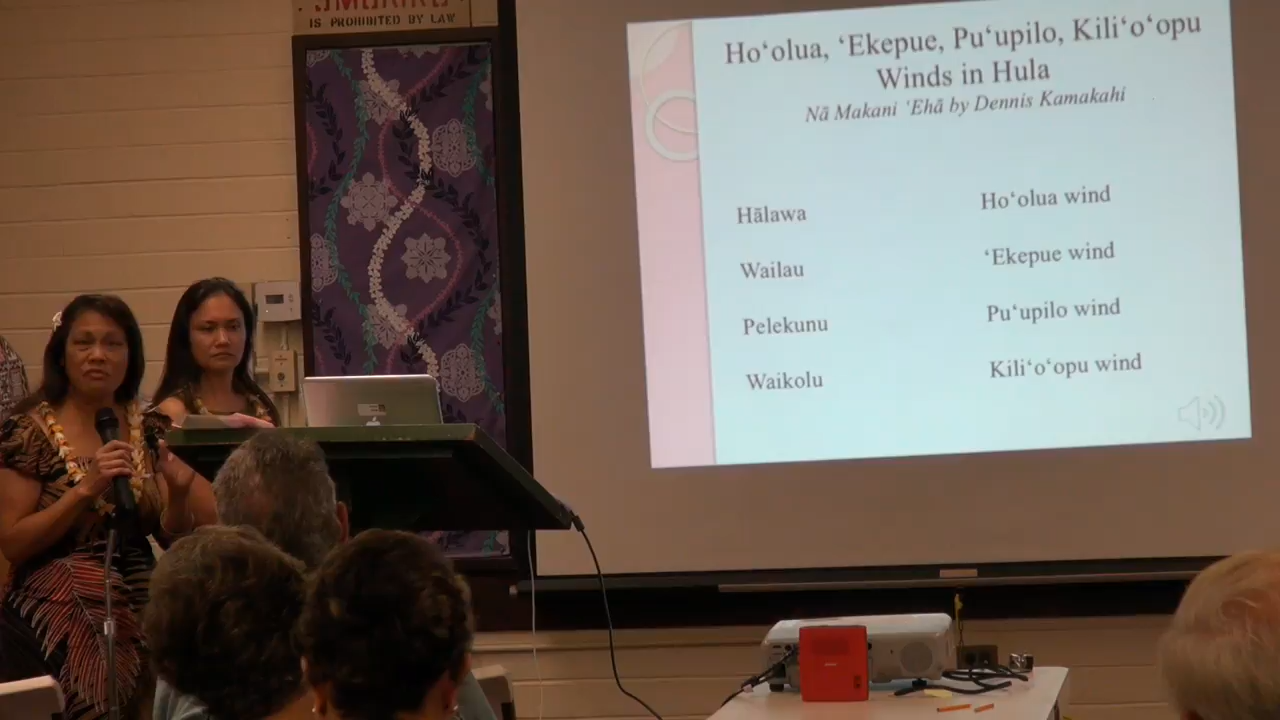 SMOKING
IS PROHIBITED BY LAW
Hoʻolua, ʻEkepue, Puʻupilo, Kiliʻoʻopu
Winds in Hula
Nā Makani ʻEhā by Dennis Kamakahi
Hālawa Hoʻolua wind
Wailau ʻEkepue wind
Pelekunu Puʻupilo wind
Waikolu Kiliʻoʻopu wind